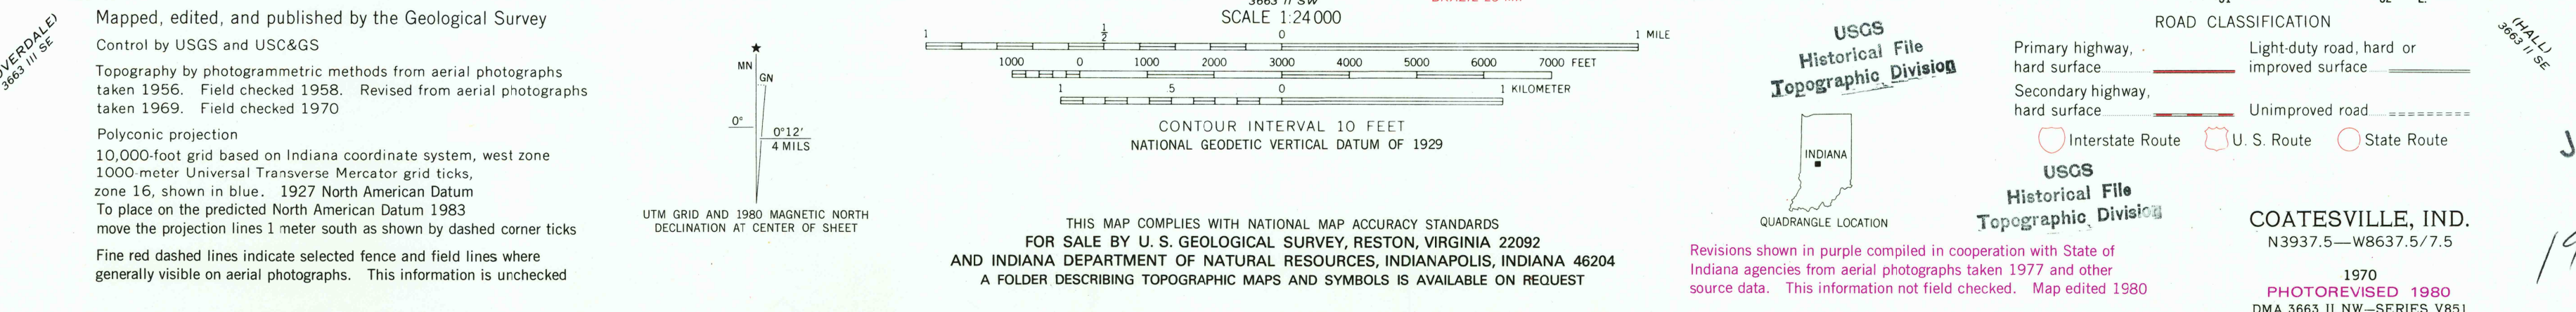 OVERDALE)
3663 III SE
Mapped, edited, and published by the Geological Survey
Control by USGS and USC&GS
Topography by photogrammetric methods from aerial photographs
taken 1956. Field checked 1958. Revised from aerial photographs
taken 1969. Field checked 1970
Polyconic projection
10,000-foot grid based on Indiana coordinate system, west zone
1000-meter Universal Transverse Mercator grid ticks,
zone 16, shown in blue. 1927 North American Datum
To place on the predicted North American Datum 1983
move the projection lines 1 meter south as shown by dashed corner ticks
Fine red dashed lines indicate selected fence and field lines where
generally visible on aerial photographs. This information is unchecked
MN
GN
0°
0°12′
4 MILS
UTM GRID AND 1980 MAGNETIC NORTH
DECLINATION AT CENTER OF SHEET
3663 II SW
SCALE 1:24 000
1 ½ 0 1 MILE
1000 0 1000 2000 3000 4000 5000 6000 7000 FEET
1 .5 0 1 KILOMETER
CONTOUR INTERVAL 10 FEET
NATIONAL GEODETIC VERTICAL DATUM OF 1929
THIS MAP COMPLIES WITH NATIONAL MAP ACCURACY STANDARDS
FOR SALE BY U. S. GEOLOGICAL SURVEY, RESTON, VIRGINIA 22092
AND INDIANA DEPARTMENT OF NATURAL RESOURCES, INDIANAPOLIS, INDIANA 46204
A FOLDER DESCRIBING TOPOGRAPHIC MAPS AND SYMBOLS IS AVAILABLE ON REQUEST
USGS
Historical File
Topographic Division
INDIANA
QUADRANGLE LOCATION
Revisions shown in purple compiled in cooperation with State of
Indiana agencies from aerial photographs taken 1977 and other
source data. This information not field checked. Map edited 1980
ROAD CLASSIFICATION
Primary highway,
hard surface
Light-duty road, hard or
improved surface
Secondary highway,
hard surface
Unimproved road
Interstate Route
U. S. Route
State Route
USGS
Historical File
Topographic Division
(HALL)
3663 II SE
COATESVILLE, IND.
N3937.5—W8637.5/7.5
1970
PHOTOREVISED 1980
DMA 3663 II NW—SERIES V851